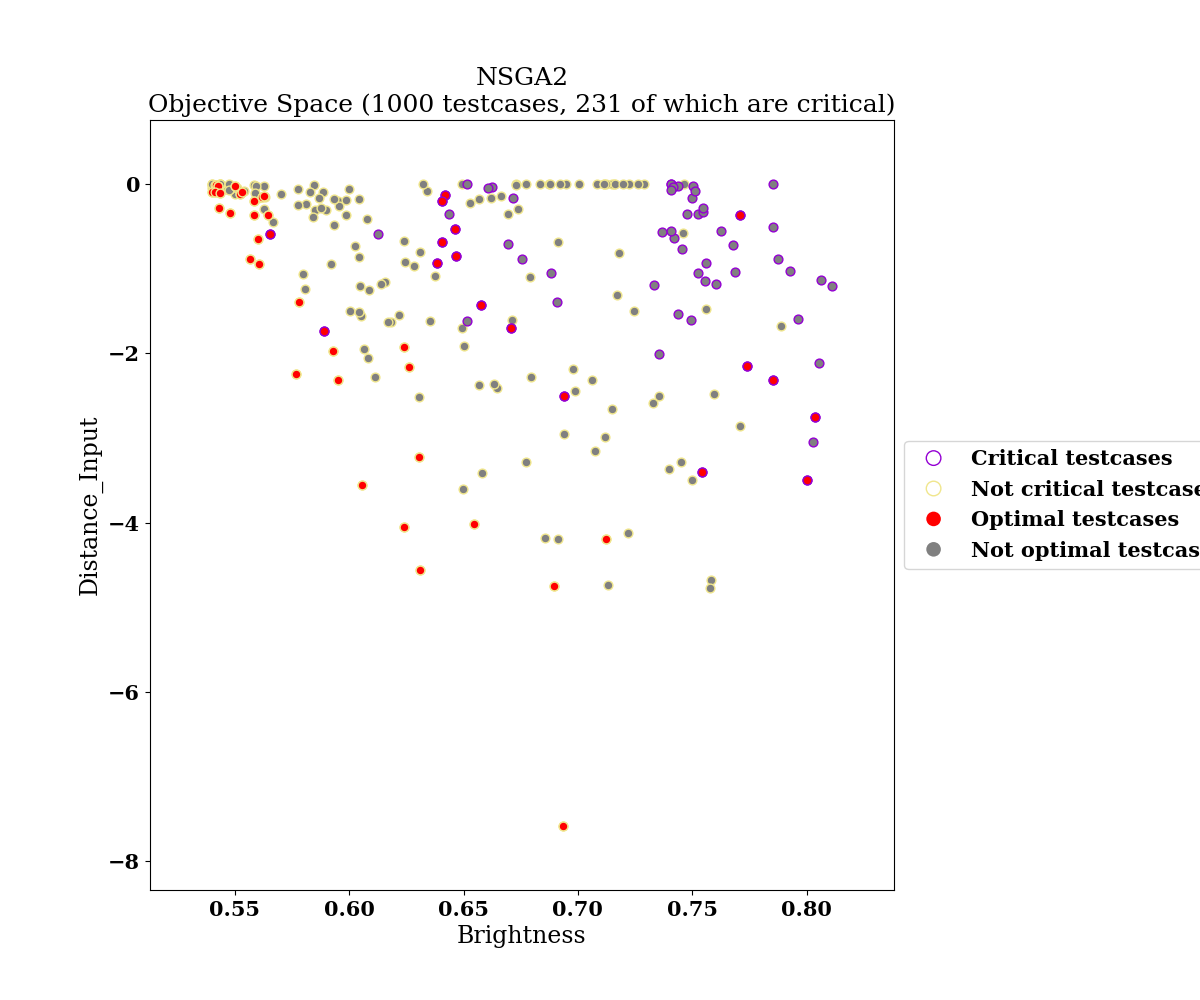 NSGA2
Objective Space (1000 testcases, 231 of which are critical)
0
−2
−4
−6
−8
Distance_Input
0.55 0.60 0.65 0.70 0.75 0.80
Brightness
Critical testcases
Not critical testcase
Optimal testcases
Not optimal testcas